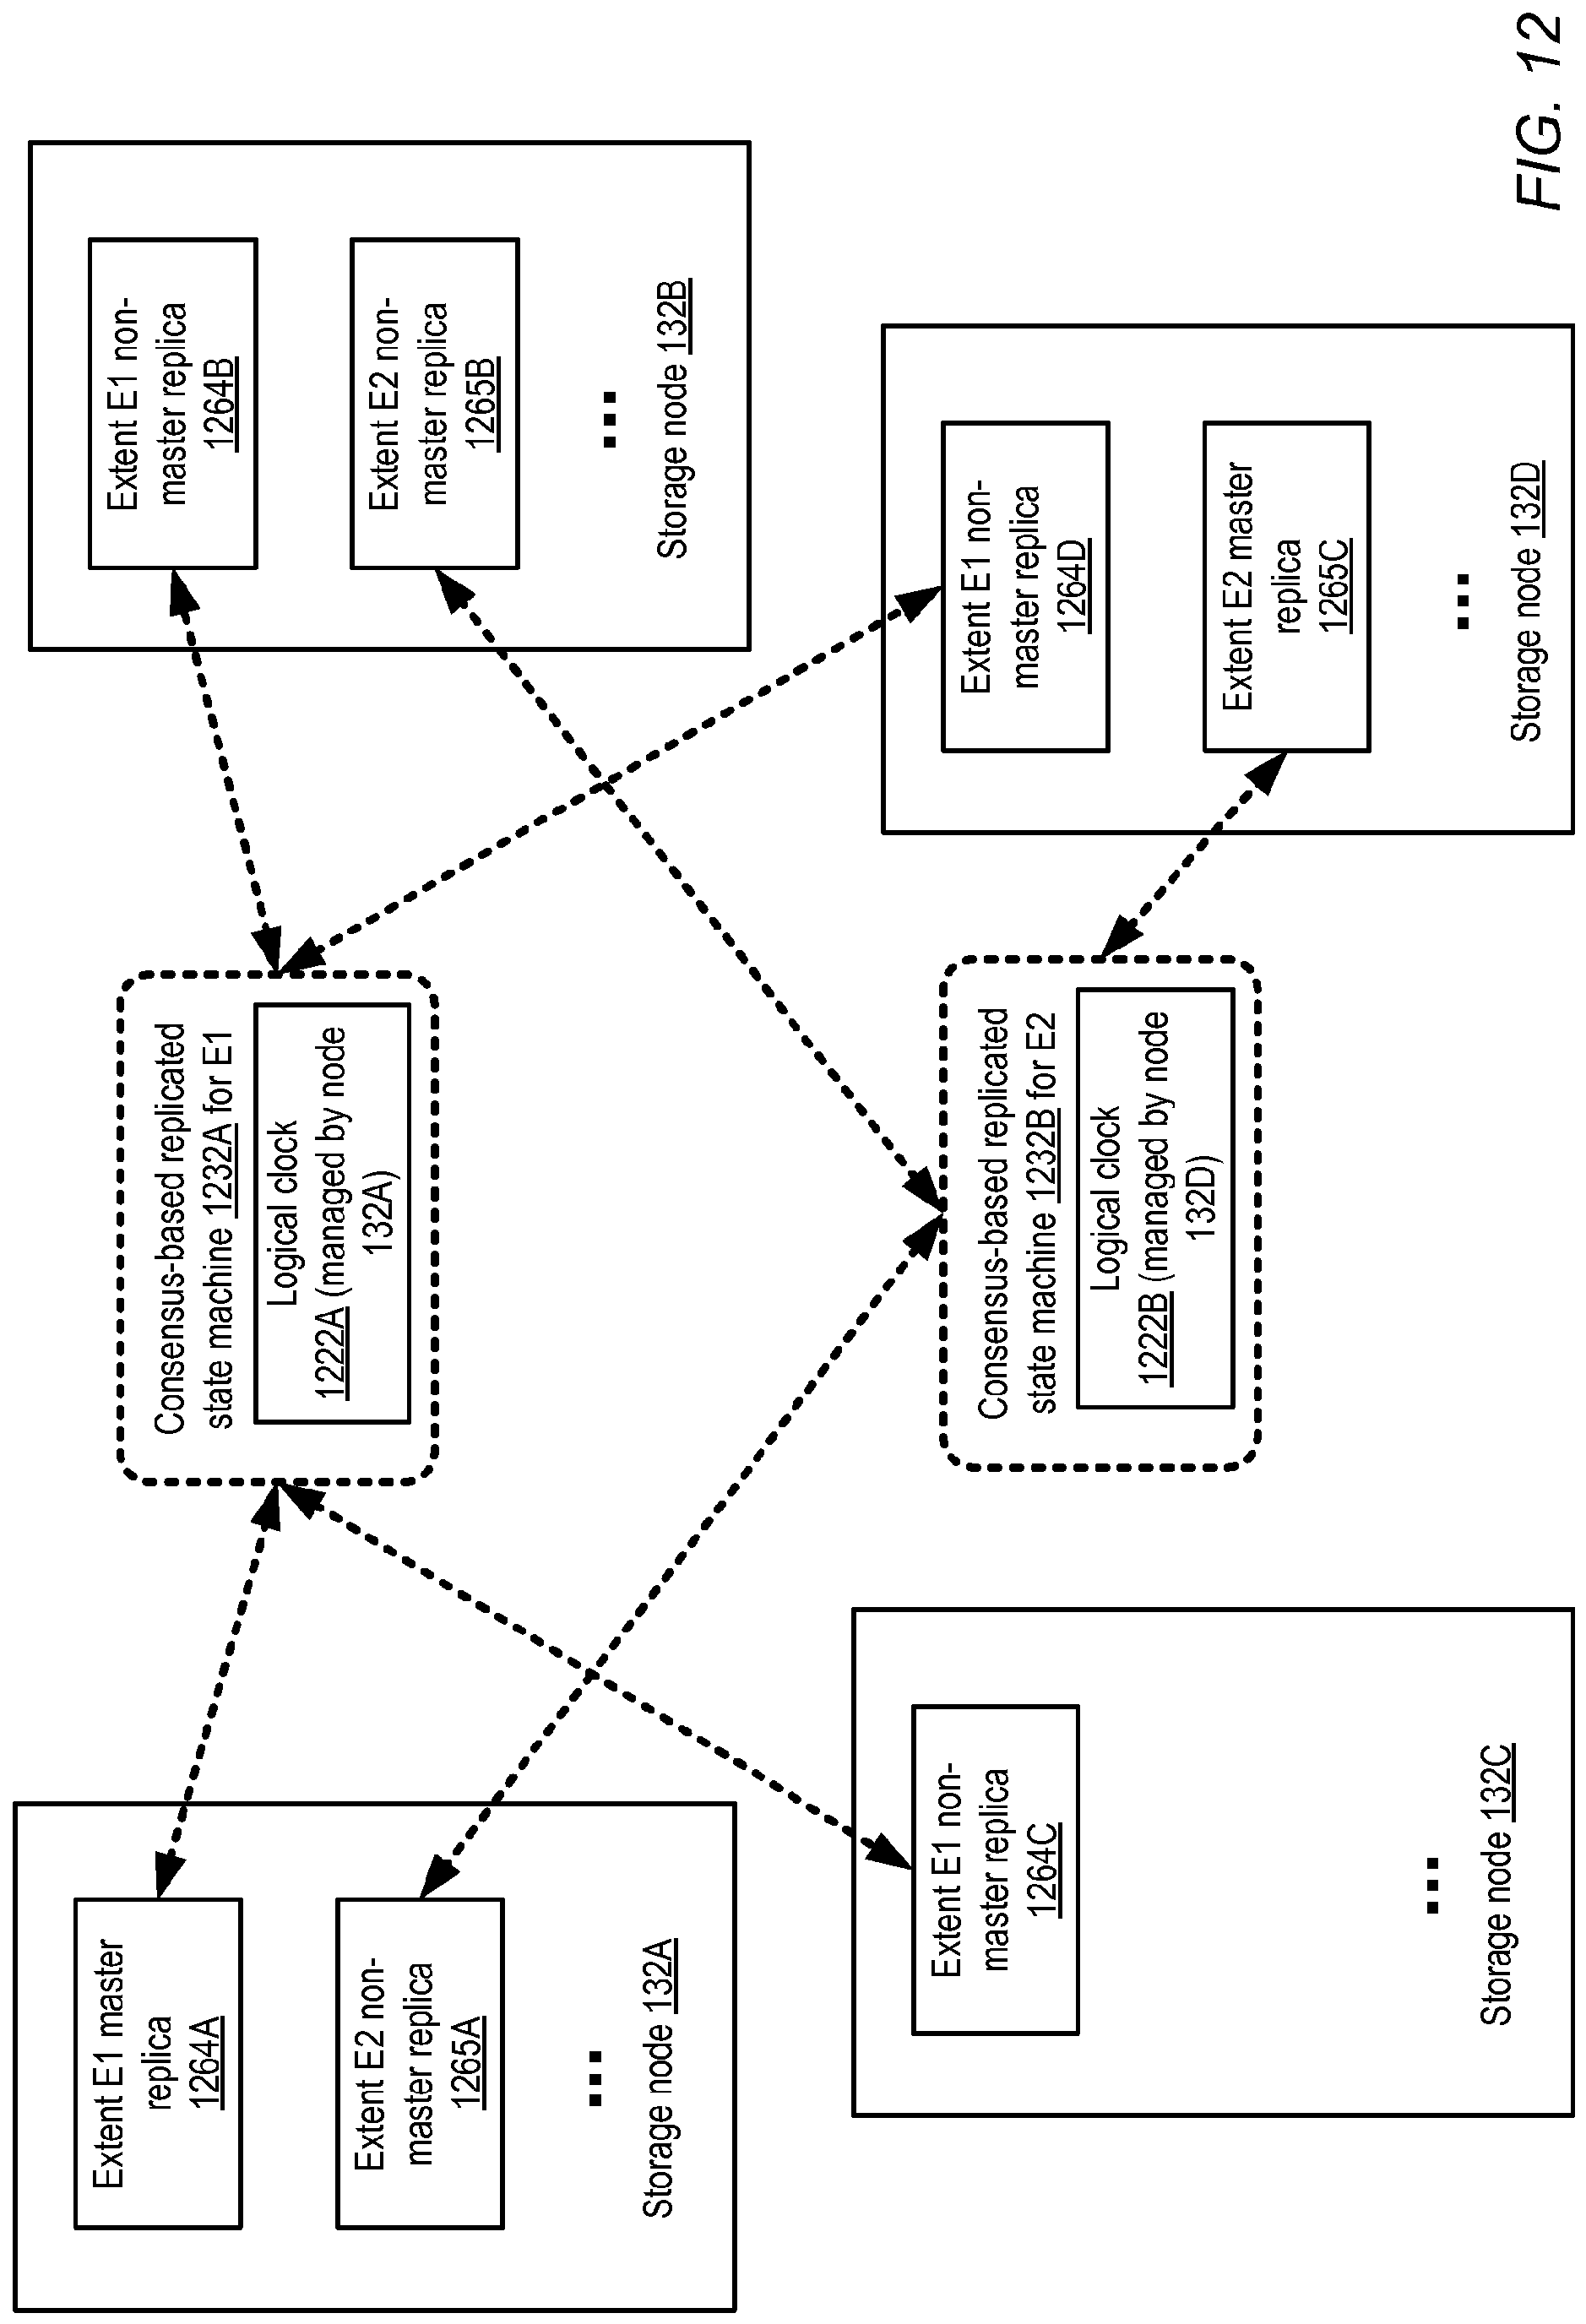 Extent E1 master
replica
1264A
Extent E2 non-
master replica
1265A
...
Storage node 132A
Consensus-based replicated
state machine 1232A for E1
Logical clock
1222A (managed by node
132A)
Extent E1 non-
master replica
1264B
Extent E2 non-
master replica
1265B
...
Storage node 132B
Extent E1 non-
master replica
1264C
...
Storage node 132C
Consensus-based replicated
state machine 1232B for E2
Logical clock
1222B (managed by node
132D)
Extent E1 non-
master replica
1264D
Extent E2 master
replica
1265C
...
Storage node 132D
FIG. 12